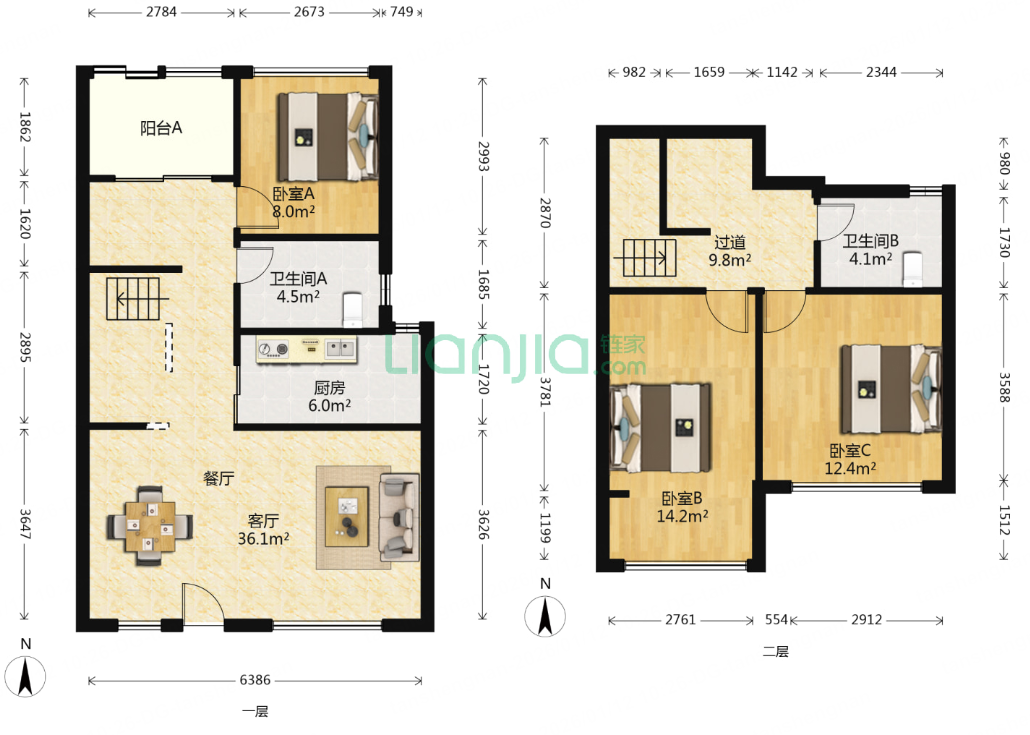 2784
2673
749
1862
1620
2895
3647
2993
1685
1720
3626
阳台A
卧室A
8.0m²
卫生间A
4.5m²
厨房
6.0m²
餐厅
客厅
36.1m²
N
6386
一层
982
1659
1142
2344
2870
3781
1199
980
1730
3588
1512
过道
9.8m²
卫生间B
4.1m²
卧室C
12.4m²
卧室B
14.2m²
N
2761
554
2912
二层
Lianjia 链家
.com